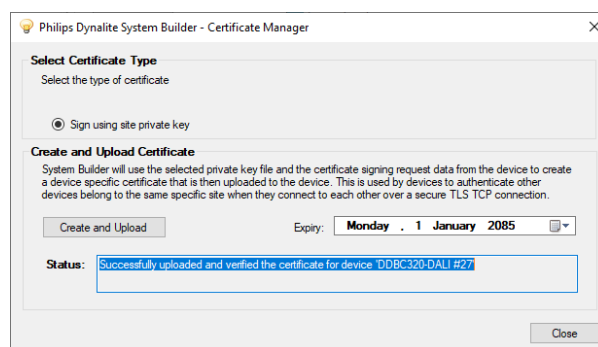 Philips Dynalite System Builder - Certificate Manager
Select Certificate Type
Select the type of certificate
Sign using site private key
Create and Upload Certificate
System Builder will use the selected private key file and the certificate signing request data from the device to create
a device specific certificate that is then uploaded to the device. This is used by devices to authenticate other
devices belong to the same specific site when they connect to each other over a secure TLS TCP connection.
Create and Upload
Expiry: Monday , 1 January 2085
Status: Successfully uploaded and verified the certificate for device 'DDBC320-DALI #27'
Close